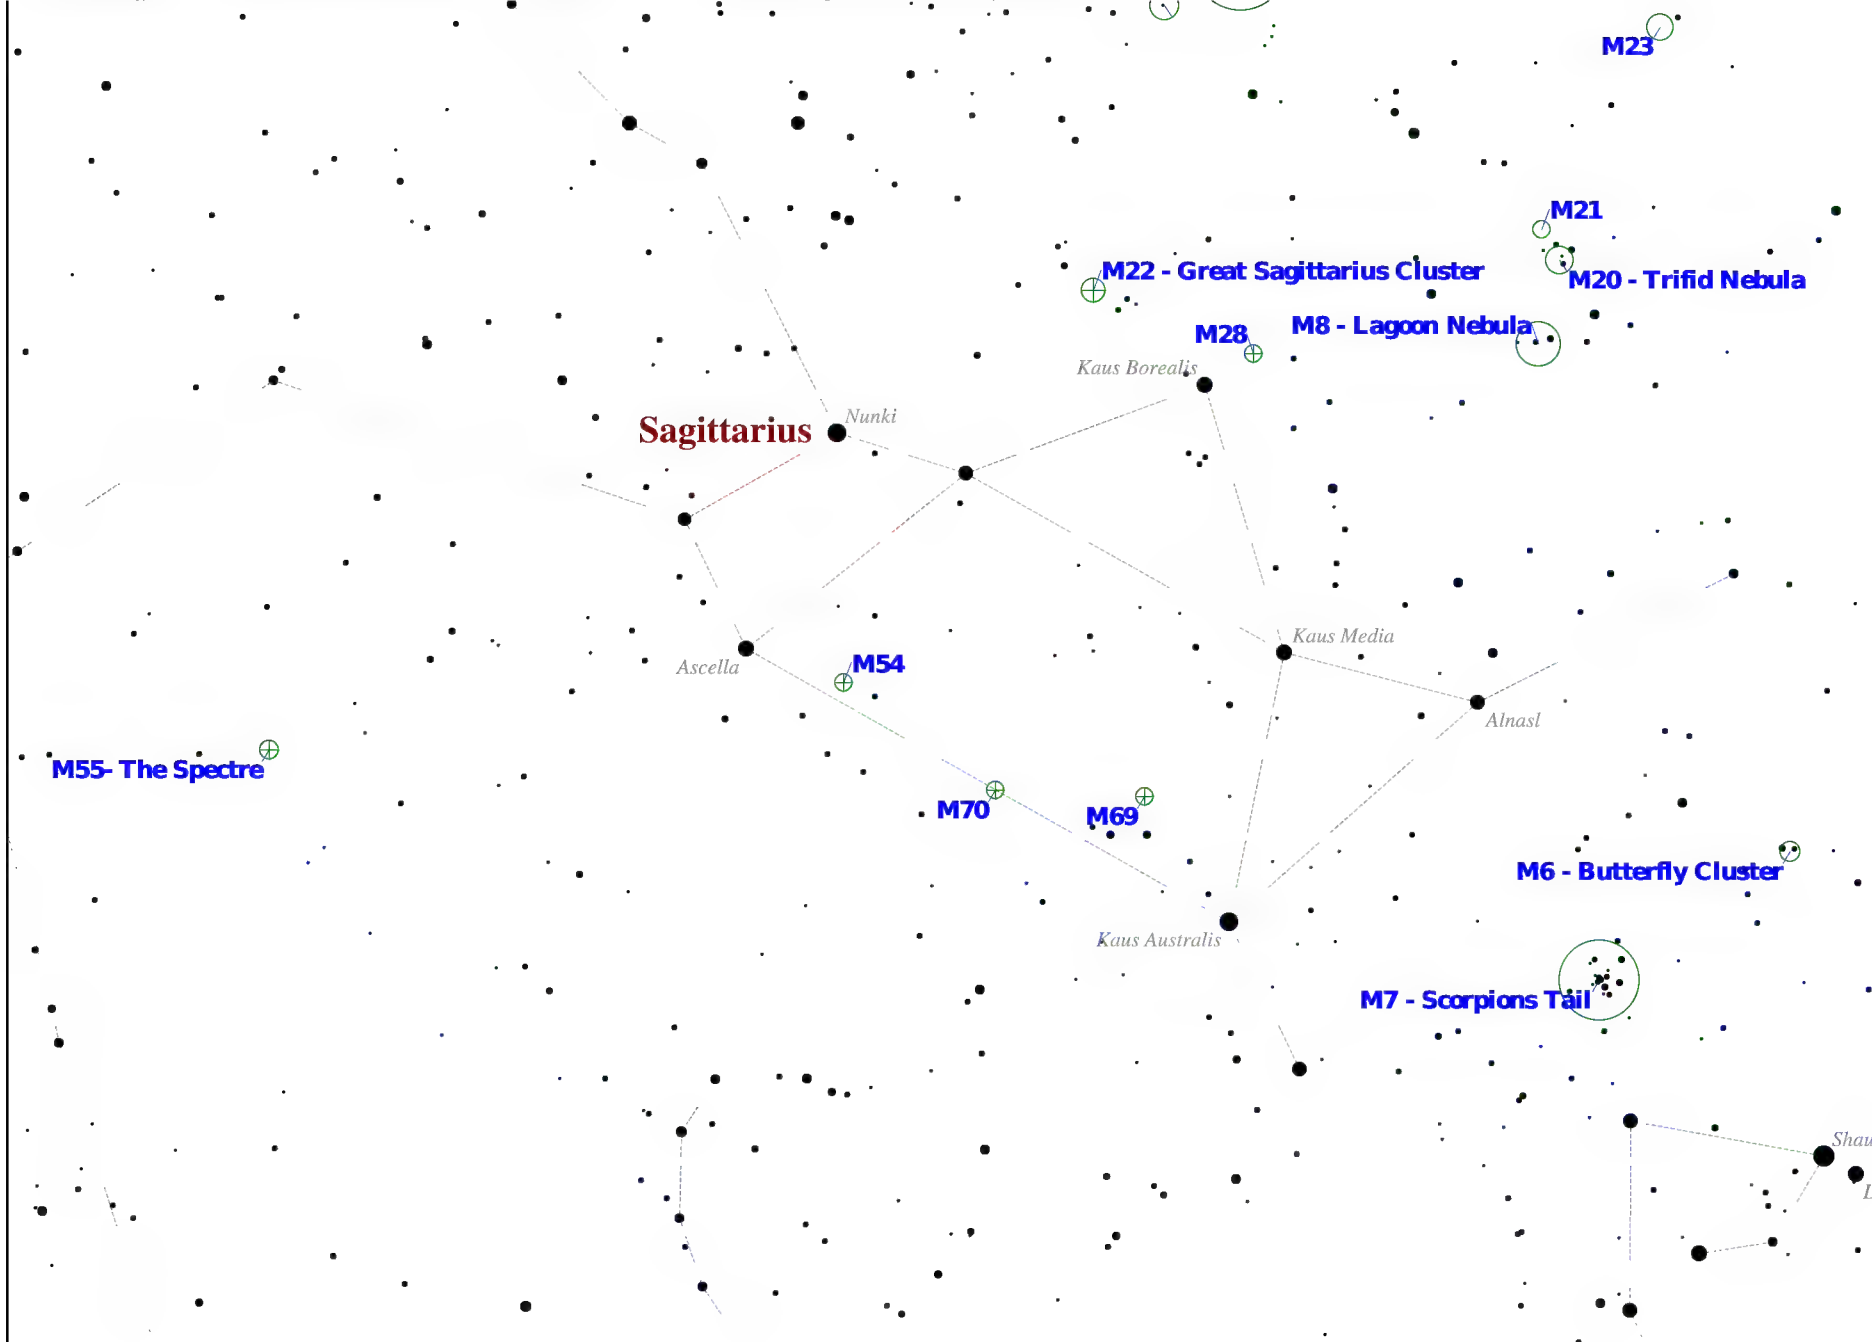 M23
M21
M22 - Great Sagittarius Cluster
M20 - Trifid Nebula
M8 - Lagoon Nebula
M28
Kaus Borealis
Nunki
Sagittarius
Kaus Media
Ascella
M54
Alnasl
M55- The Spectre
M70
M69
M6 - Butterfly Cluster
Kaus Australis
M7 - Scorpions Tail